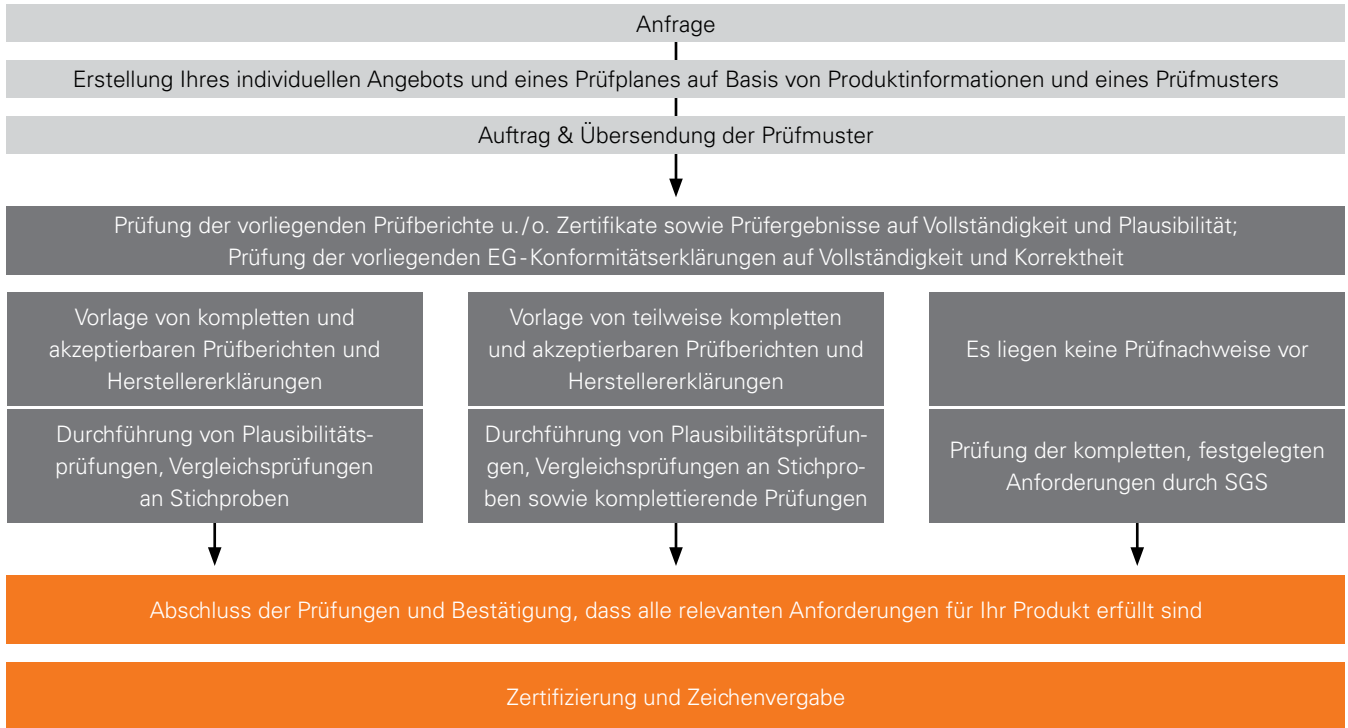 Anfrage
Erstellung Ihres individuellen Angebots und eines Prüfplanes auf Basis von Produktinformationen und eines Prüfmusters
Auftrag & Übersendung der Prüfmuster
Prüfung der vorliegenden Prüfberichte u./o. Zertifikate sowie Prüfergebnisse auf Vollständigkeit und Plausibilität;
Prüfung der vorliegenden EG-Konformitätserklärungen auf Vollständigkeit und Korrektheit
Vorlage von kompletten und
akzeptierbaren Prüfberichten und
Herstellererklärungen
Durchführung von Plausibilitäts-
prüfungen, Vergleichsprüfungen
an Stichproben
Vorlage von teilweise kompletten
und akzeptierbaren Prüfberichten und
Herstellererklärungen
Durchführung von Plausibilitätsprüfun-
gen, Vergleichsprüfungen an Stichpro-
ben sowie komplettierende Prüfungen
Es liegen keine Prüfnachweise vor
Prüfung der kompletten, festgelegten
Anforderungen durch SGS
Abschluss der Prüfungen und Bestätigung, dass alle relevanten Anforderungen für Ihr Produkt erfüllt sind
Zertifizierung und Zeichenvergabe